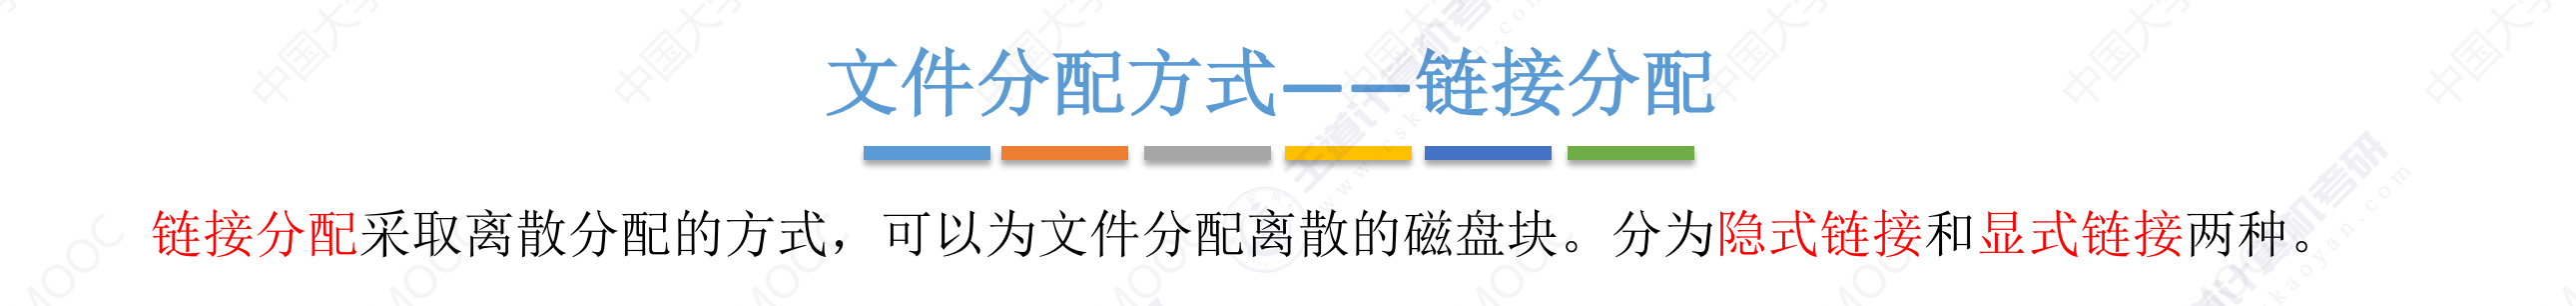 文件分配方式——链接分配
链接分配采取离散分配的方式，可以为文件分配离散的磁盘块。分为隐式链接和显式链接两种。